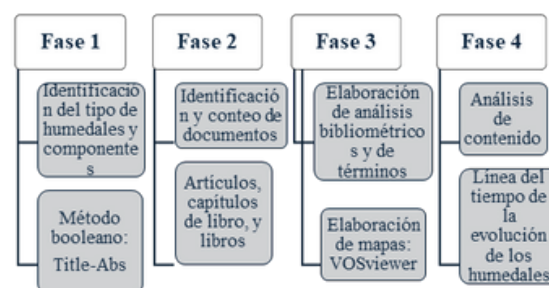 Fase 1
Identificació
n del tipo de
humedales y
componente
s
Método
booleano:
Title-Abs
Fase 2
Identificació
n y conteo de
documentos
Artículos,
capítulos
de libro, y
libros
Fase 3
Elaboración
de análisis
bibliométrico
s y de
términos
Elaboración
de mapas:
VOSviewer
Fase 4
Análisis
de
contenido
Línea del
tiempo de
la
evolución
de los
humedales